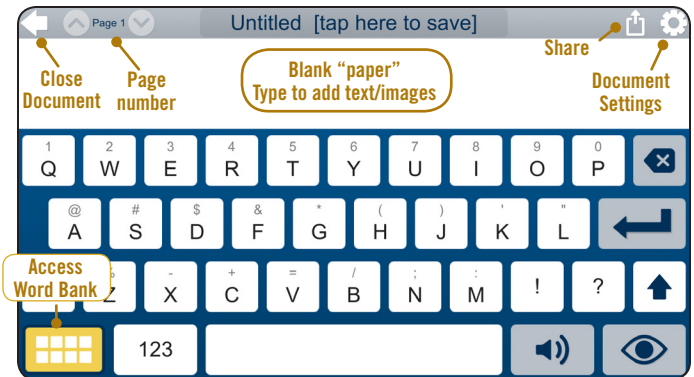 Page 1
Untitled [tap here to save]
Share
Close
Document
Page
number
Blank “paper”
Type to add text/images
Document
Settings
1 2 3 4 5 6 7 8 9 0
Q W E R T Y U I O P
@ # $ & * ( ) ' "
A S D F G H J K L
% - + = / ; :
Z X C V B N M ! ?
Access
Word Bank
123